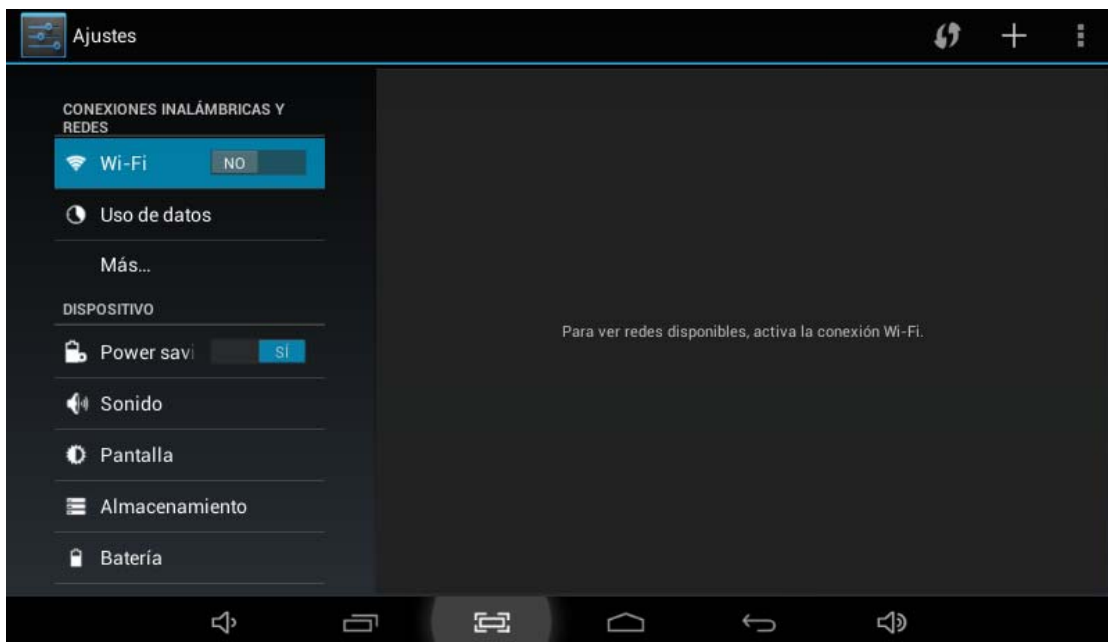 Ajustes
CONEXIONES INALÁMBRICAS Y
REDES
Wi-Fi NO
Uso de datos
Más...
DISPOSITIVO
Power savi SÍ
Sonido
Pantalla
Almacenamiento
Batería
Para ver redes disponibles, activa la conexión Wi-Fi.